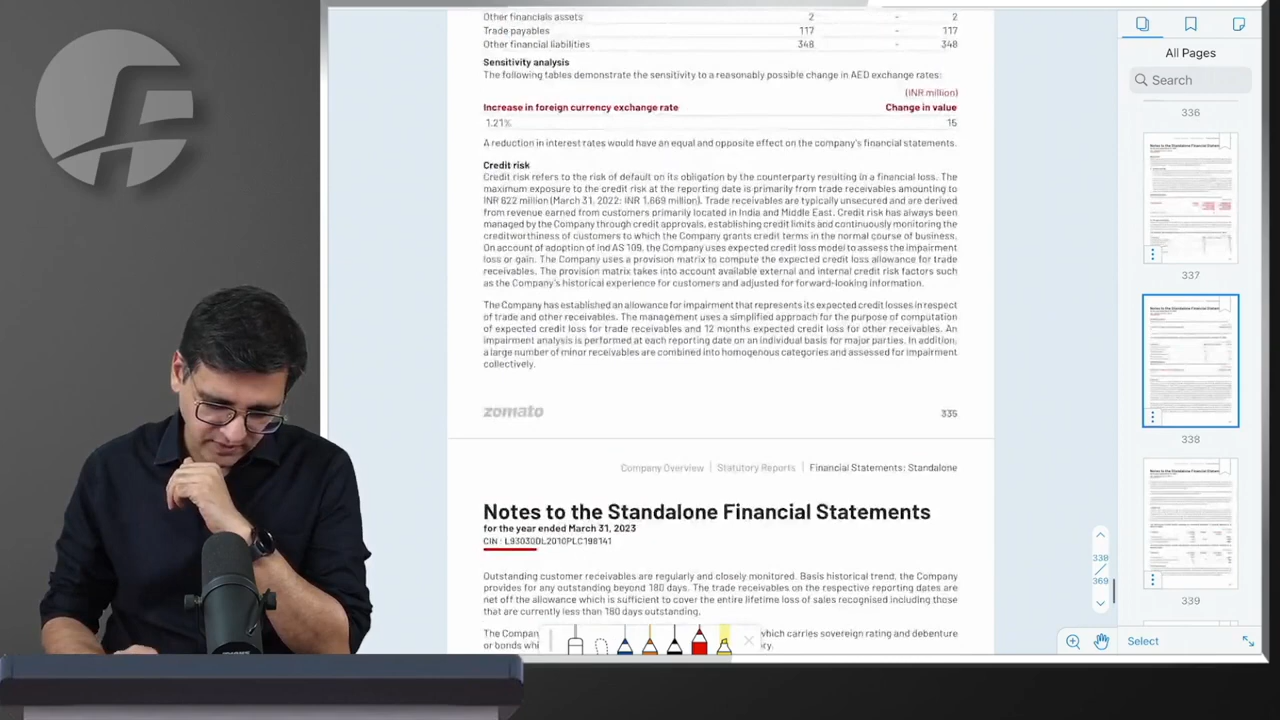 Other financials assets 2 - 2
Trade payables 117 - 117
Other financial liabilities 348 - 348
Sensitivity analysis
The following tables demonstrate the sensitivity to a reasonably possible change in AED exchange rates:
(INR million)
Increase in foreign currency exchange rate Change in value
1.21% 15
A reduction in interest rates would have an equal and opposite effect on the company's financial statements.
Credit risk
Credit risk refers to the risk of default on its obligation by the counterparty resulting in a financial loss. The
maximum exposure to the credit risk at the reporting date is primarily from trade receivables amounting to
INR 622 million (March 31, 2022: INR 1,669 million). Trade receivables are typically unsecured and are derived
from revenue earned from customers primarily located in India and Middle East. Credit risk has always been
managed by the Company through credit approvals, establishing credit limits and continuously monitoring the
creditworthiness of customers to which the Company grants credit terms in the normal course of business.
On account of adoption of Ind AS 109, the Company uses expected credit loss model to assess the impairment
loss or gain. The Company uses a provision matrix to compute the expected credit loss allowance for trade
receivables. The provision matrix takes into account available external and internal credit risk factors such
as the Company's historical experience for customers and adjusted for forward-looking information.
The Company has established an allowance for impairment that represents its expected credit losses in respect
of trade and other receivables. The management uses a simplified approach for the purpose of computation
of expected credit loss for trade receivables and 12 months expected credit loss for other receivables. An
impairment analysis is performed at each reporting date on an individual basis for major parties. In addition,
a large number of minor receivables are combined into homogenous categories and assessed for impairment
collectively.
zomato 335
Company Overview | Statutory Reports | Financial Statements: Standalone
Notes to the Standalone Financial Statements
for the year ended March 31, 2023
CIN : L93030DL2010PLC198141
Outstanding customer receivables are regularly and closely monitored. Basis historical trend, the Company
provides for any outstanding beyond 180 days. The trade receivables on the respective reporting dates are
net off the allowance which is sufficient to cover the entire lifetime loss of sales recognised including those
that are currently less than 180 days outstanding.
The Compan which carries sovereign rating and debenture
or bonds whi ry.
All Pages
Search
336
337
338
339
338
369
Select